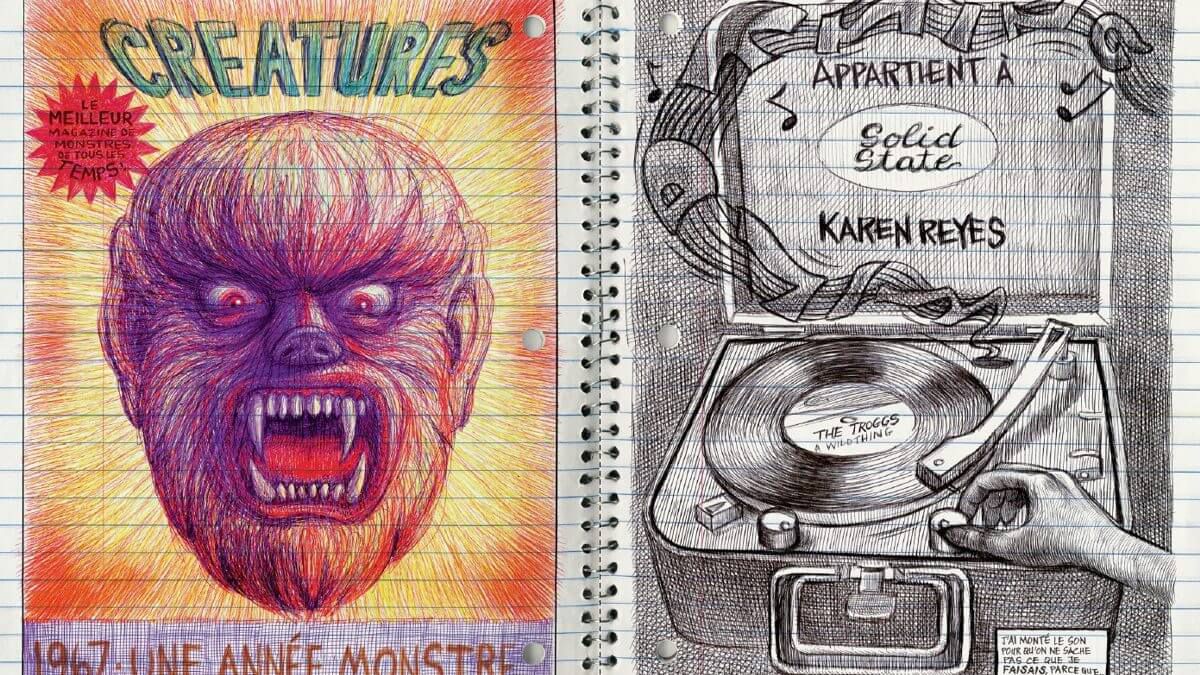 CREATURES
LE
MEILLEUR
MAGAZINE DE
MONSTRES
DE TOUS LES
TEMPS!
1967 · UNE ANNÉE MONSTRE
APPARTIENT À
Solid
State
KAREN REYES
THE TROGGS
A WILD THING
J'AI MONTÉ LE SON
POUR QU'ON NE SACHE
PAS CE QUE JE
FAISAIS, PARCE QUE...